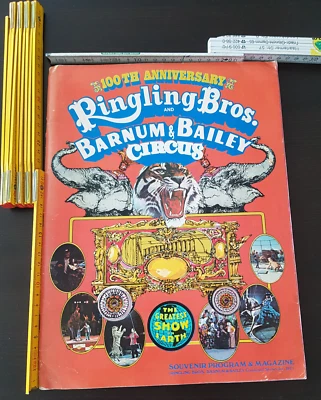 100TH ANNIVERSARY
Ringling Bros.
AND
BARNUM & BAILEY
CIRCUS
THE
GREATEST
SHOW
ON
EARTH
SOUVENIR PROGRAM & MAGAZINE